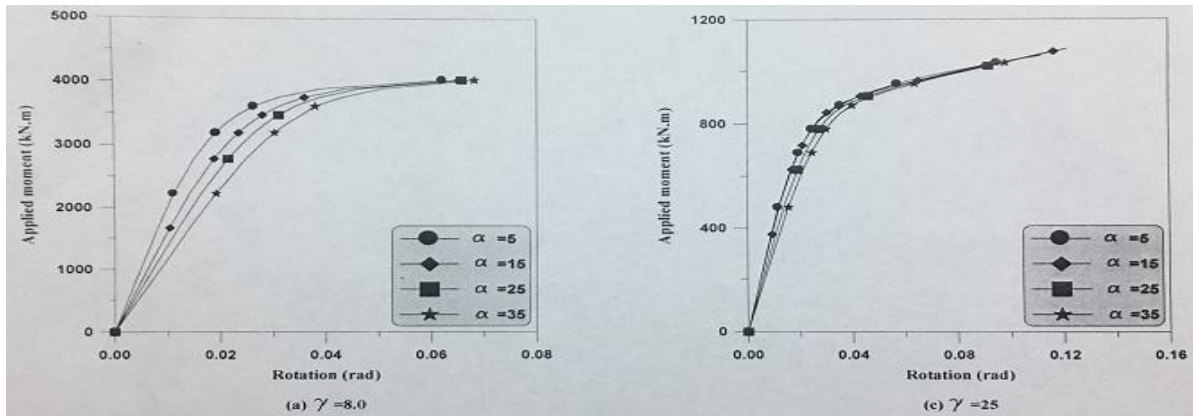 5000
4000
3000
2000
1000
0
Applied moment (kN.m)
0.00
0.02
0.04
0.06
0.08
Rotation (rad)
α =5
α =15
α =25
α =35
(a) γ =8.0
1200
800
400
0
Applied moment (kN.m)
0.00
0.04
0.08
0.12
0.16
Rotation (rad)
α =5
α =15
α =25
α =35
(c) γ =25